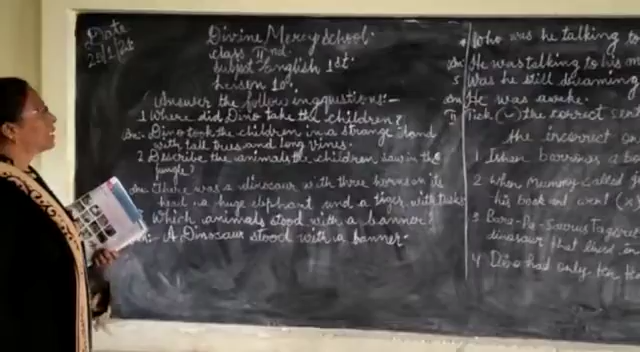 Date
Divine Mercy School.
Class IInd.
Subject English 1st.
lesson 10.
Answer the following questions:-
1. Where did Dino take the children?
Ans:- Dino took the children in a strange land
with tall trees and long vines.
2 Describe the animals the children saw in the
jungle?
Ans There was a dinosaur with three horns on its
head, a huge elephant and a tiger with tusks
Which animals stood with a banner?
Ans:- A Dinosaur stood with a banner.
Who was he talking to
Ans He was talking to his m
5 Was he still dreaming
Ans He was awake.
II Tick (✓) the correct sen
the incorrect on
1 Ishan borrows a b
2 When Mummy called
his book and went (x)
3
dinosaur that lived in
4 Dino had only